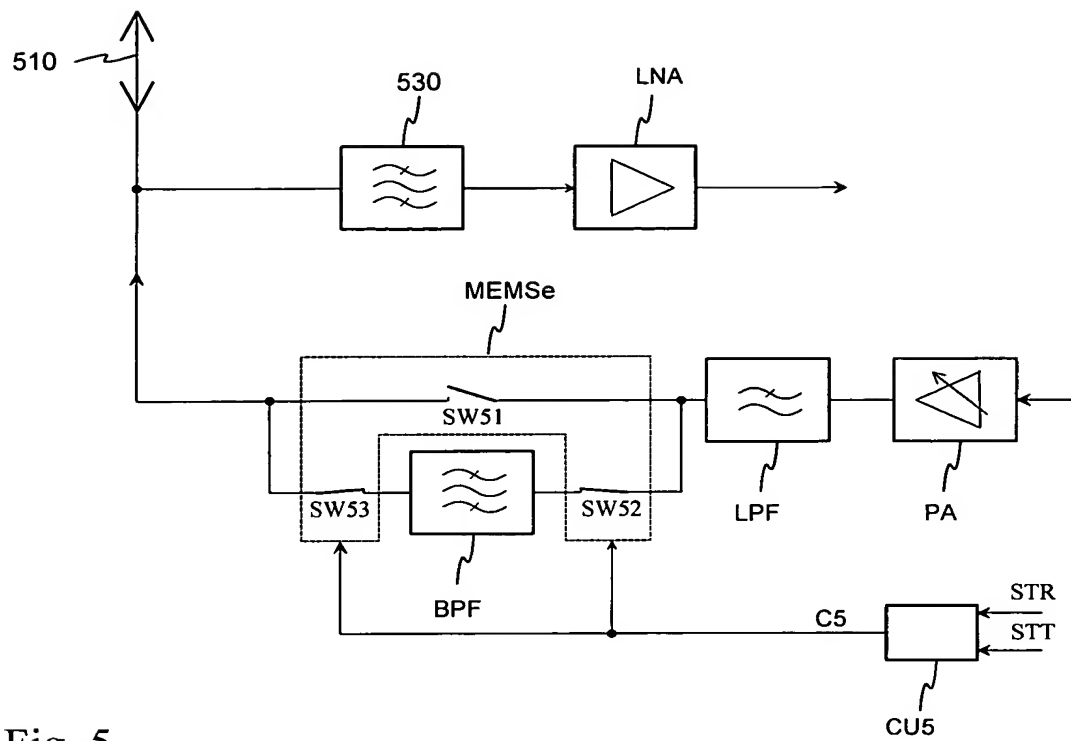 510
530
LNA
MEMSe
SW51
SW53
SW52
BPF
LPF
PA
C5
STR
STT
CU5
Fig. 5